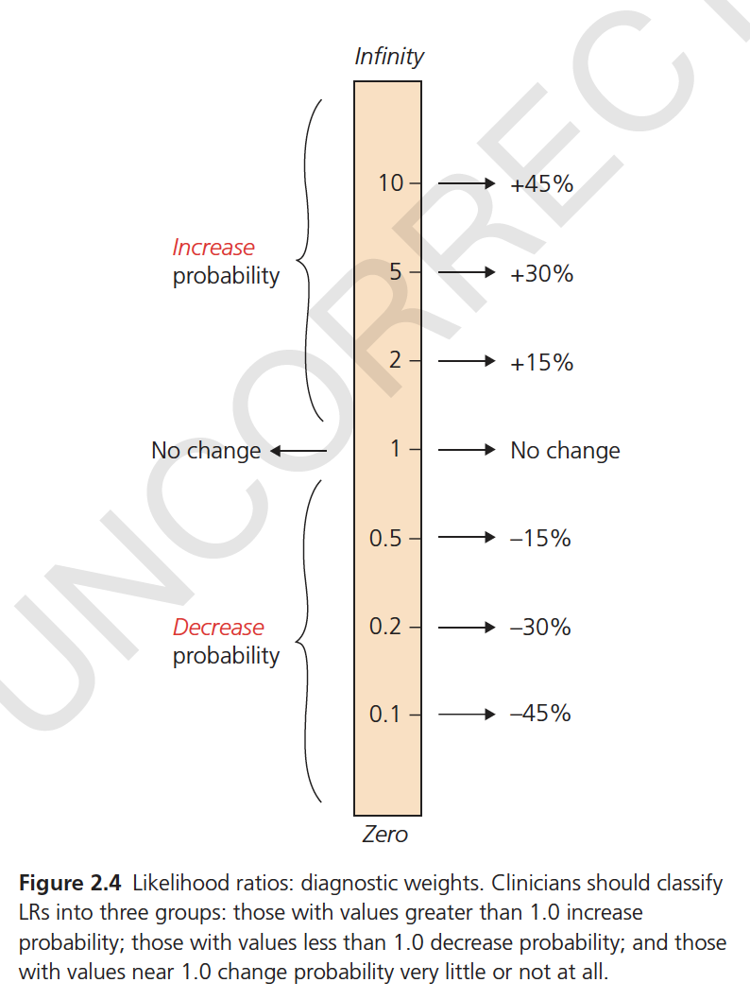 Infinity
10 +45%
Increase
probability
5 +30%
2 +15%
No change 1 No change
0.5 –15%
Decrease
probability
0.2 –30%
0.1 –45%
Zero
Figure 2.4 Likelihood ratios: diagnostic weights. Clinicians should classify
LRs into three groups: those with values greater than 1.0 increase
probability; those with values less than 1.0 decrease probability; and those
with values near 1.0 change probability very little or not at all.
UNCORREC